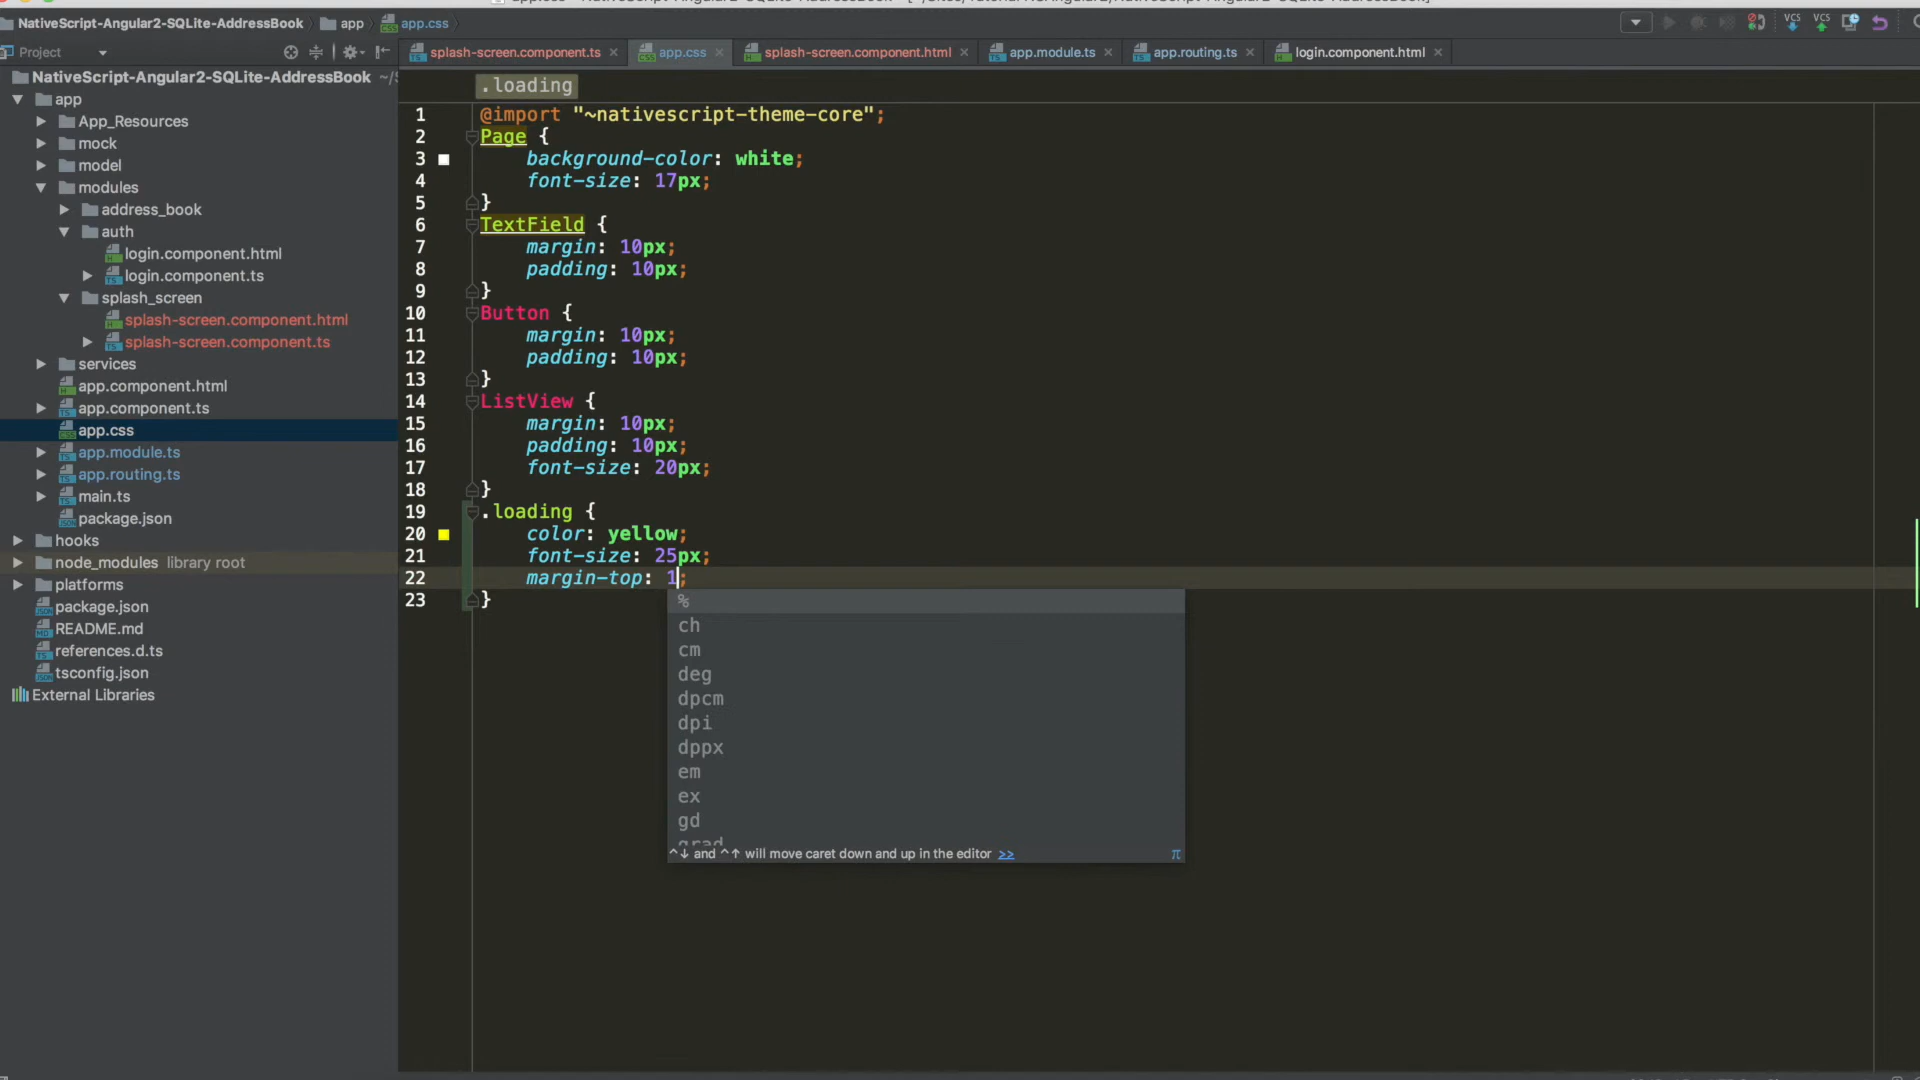 NativeScript-Angular2-SQLite-AddressBook app app.css
Project
splash-screen.component.ts app.css splash-screen.component.html app.module.ts app.routing.ts login.component.html
NativeScript-Angular2-SQLite-AddressBook
app
App_Resources
mock
model
modules
address_book
auth
login.component.html
login.component.ts
splash_screen
splash-screen.component.html
splash-screen.component.ts
services
app.component.html
app.component.ts
app.css
app.module.ts
app.routing.ts
main.ts
package.json
hooks
node_modules library root
platforms
package.json
README.md
references.d.ts
tsconfig.json
External Libraries
.loading
1 @import "~nativescript-theme-core";
2 Page {
3 background-color: white;
4 font-size: 17px;
5 }
6 TextField {
7 margin: 10px;
8 padding: 10px;
9 }
10 Button {
11 margin: 10px;
12 padding: 10px;
13 }
14 ListView {
15 margin: 10px;
16 padding: 10px;
17 font-size: 20px;
18 }
19 .loading {
20 color: yellow;
21 font-size: 25px;
22 margin-top: 1;
23 }
%
ch
cm
deg
dpcm
dpi
dppx
em
ex
gd
grad
^↓ and ^↑ will move caret down and up in the editor >> π
VCS VCS